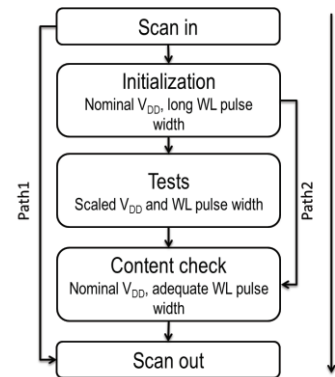 Scan in
Initialization
Nominal VDD, long WL pulse
width
Path1
Path2
Tests
Scaled VDD and WL pulse width
Content check
Nominal VDD, adequate WL pulse
width
Scan out